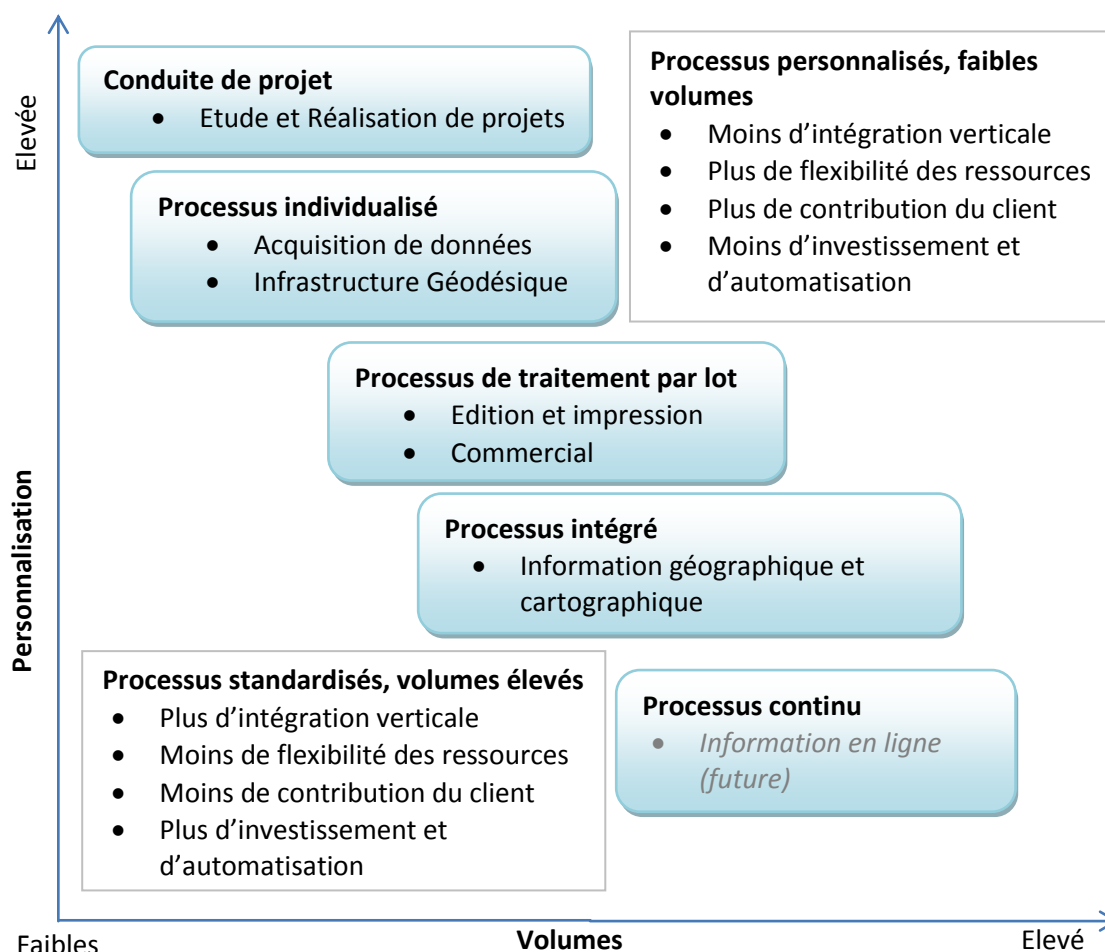 Elevée
Personnalisation
Conduite de projet
• Etude et Réalisation de projets
Processus personnalisés, faibles
volumes
• Moins d’intégration verticale
• Plus de flexibilité des ressources
• Plus de contribution du client
• Moins d’investissement et
d’automatisation
Processus individualisé
• Acquisition de données
• Infrastructure Géodésique
Processus de traitement par lot
• Edition et impression
• Commercial
Processus intégré
• Information géographique et
cartographique
Processus standardisés, volumes élevés
• Plus d’intégration verticale
• Moins de flexibilité des ressources
• Moins de contribution du client
• Plus d’investissement et
d’automatisation
Processus continu
• Information en ligne
(future)
Faibles
Volumes
Elevé